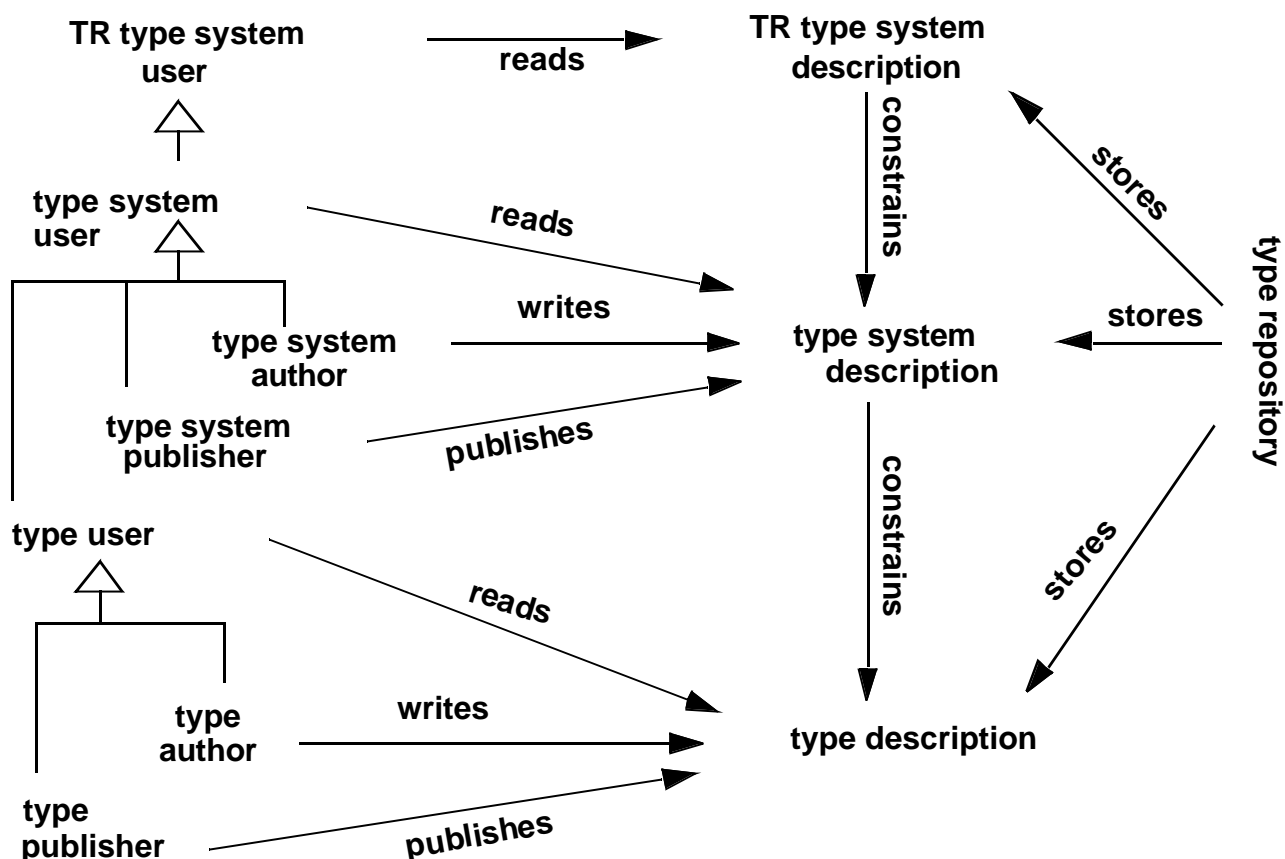 TR type system
user
reads
TR type system
description
constrains
stores
type system
user
reads
type repository
writes
stores
type system
author
type system
description
type system
publisher
publishes
constrains
type user
stores
reads
type
author
writes
type description
type
publisher
publishes